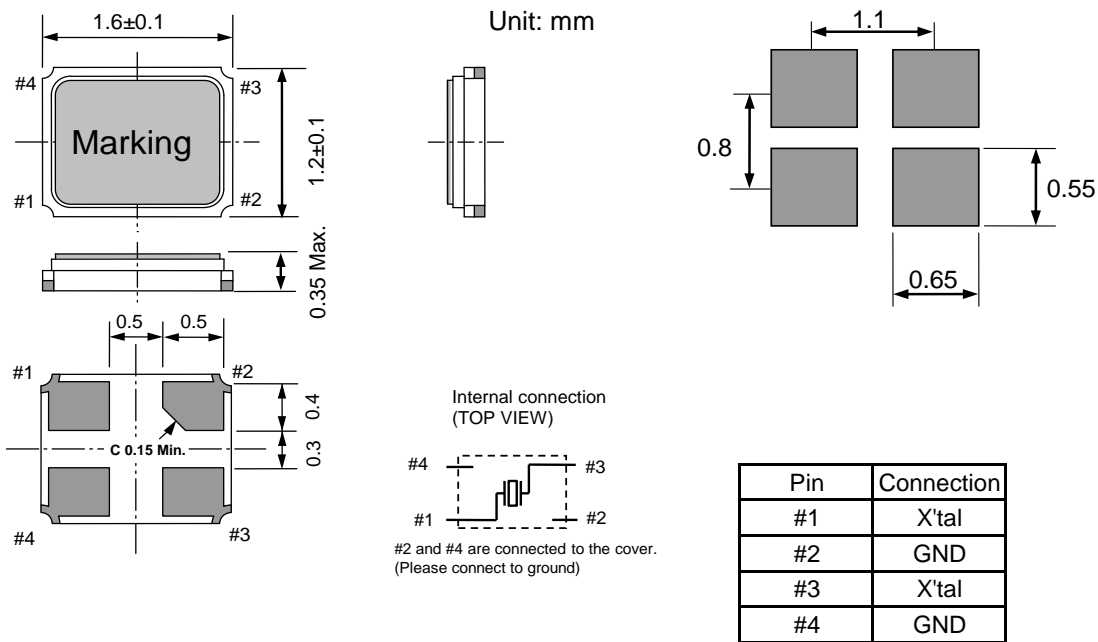 1.6±0.1
Unit: mm
1.1
#4
#3
Marking
1.2±0.1
0.8
#1
#2
0.55
0.35 Max.
0.65
0.5
0.5
#1
#2
0.4
C 0.15 Min.
0.3
#4
#3
Internal connection
(TOP VIEW)
#4
#3
#1
#2
#2 and #4 are connected to the cover.
(Please connect to ground)
Pin Connection
#1 X'tal
#2 GND
#3 X'tal
#4 GND